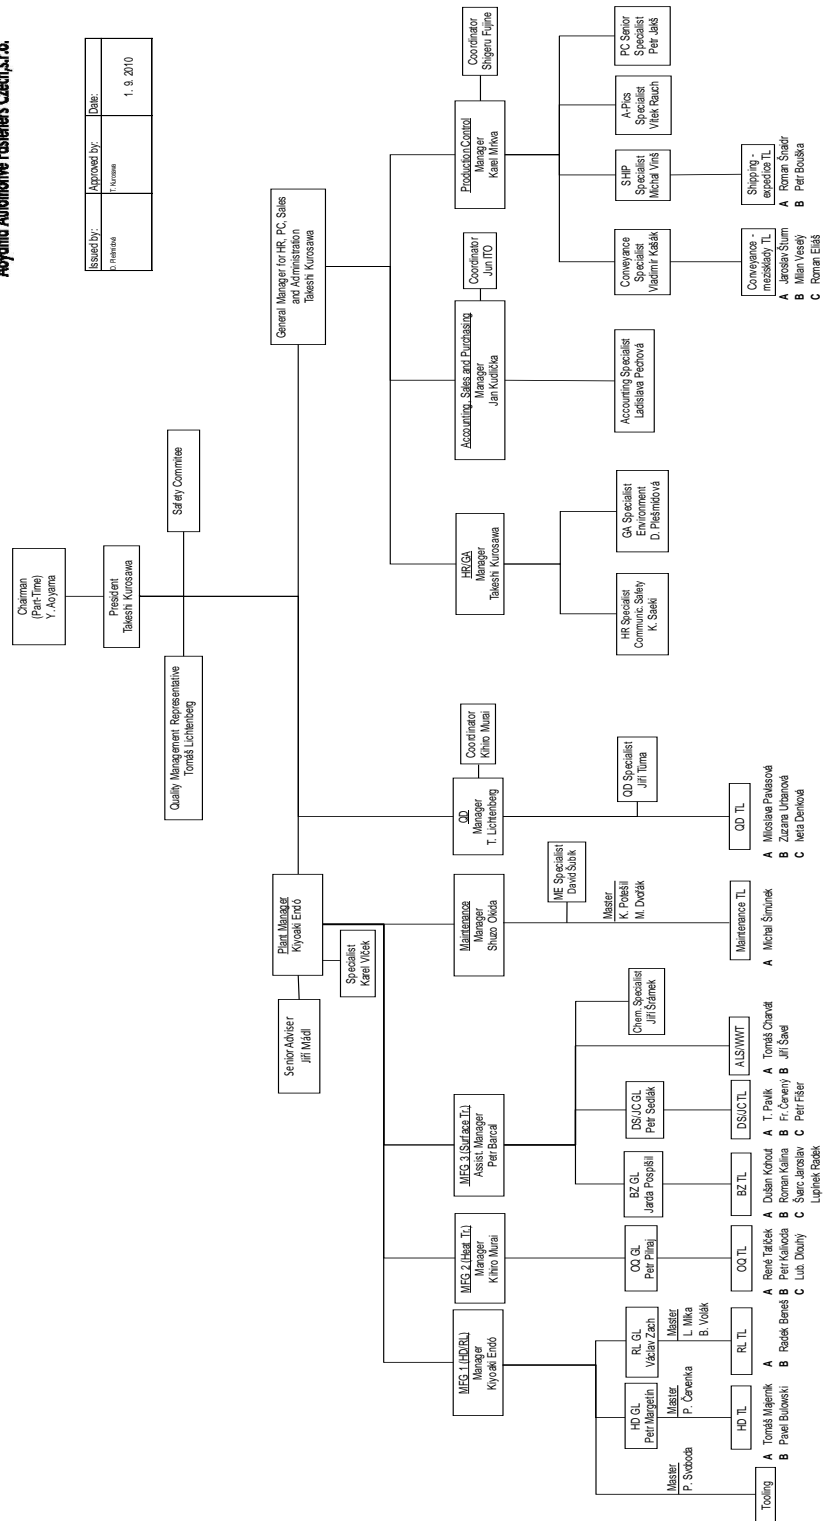 Aoyama Automotive Fasteners Czech,s.r.o.
Issued by:
Approved by:
Date:
T. Kurosawa
1. 9. 2010
Chairman
(Part-Time)
Y. Aoyama
President
Takeshi Kurosawa
Quality Management Representative
Tomáš Lichtenberg
Safety Commitee
Plant Manager
Kiyoaki Endó
Senior Adviser
Jiří Mádl
Specialist
Karel Vlček
General Manager for HR, PC, Sales
and Administration
Takeshi Kurosawa
MFG 1 (HD/RL)
Manager
Kiyoaki Endó
MFG 2 (Heat Tr.)
Manager
Kihiro Murai
MFG 3 (Surface Tr.)
Assist. Manager
Petr Barcal
Maintenance
Manager
Shuzo Okida
QD
Manager
T. Lichtenberg
Coordinator
Kihiro Murai
HR/GA
Manager
Takeshi Kurosawa
Accounting, Sales and Purchasing
Manager
Jan Kudlička
Coordinator
Jun ITO
Production Control
Manager
Karel Mrkva
Coordinator
Shigeru Fujine
ME Specialist
David Šubík
HD GL
Petr Margetin
RL GL
Václav Zach
OQ GL
Petr Pilnaj
BZ GL
Jarda Pospíšil
DS/JC GL
Petr Sedlák
Chem. Specialist
Jiří Šrámek
Master
K. Potěšil
M. Dvořák
QD Specialist
Jiří Tůma
HR Specialist
Communic. Safety
K. Saeki
GA Specialist
Environment
D. Plešmídová
Accounting Specialist
Ladislava Pechová
Conveyance
Specialist
Vladimír Kašák
SHIP
Specialist
Michal Vinš
A-Pics
Specialist
Vítek Rauch
PC Senior
Specialist
Petr Jakš
Master
P. Svoboda
Master
P. Červenka
Master
L. Mlka
B. Volák
Tooling
HD TL
A Tomáš Majerník
B Pavel Bulowski
RL TL
A
B Radek Beneš
OQ TL
A René Tatíček
B Petr Kalivoda
C Lub. Dlouhý
BZ TL
A Dušan Kohout
B Roman Kalina
C Švarc Jaroslav
Lupínek Radek
DS/JC TL
A T. Pavlík
B Fr. Červený
C Petr Fišer
ALS/WWT
A Tomáš Charvát
B Jiří Šavel
Maintenance TL
A Michal Šimůnek
QD TL
A Miloslava Pavlasová
B Zuzana Urbanová
C Iveta Denková
Conveyance -
mezisklady TL
A Jaroslav Šturm
B Milan Veselý
C Roman Eliáš
Shipping -
expedice TL
A Roman Šnaidr
B Petr Bouška